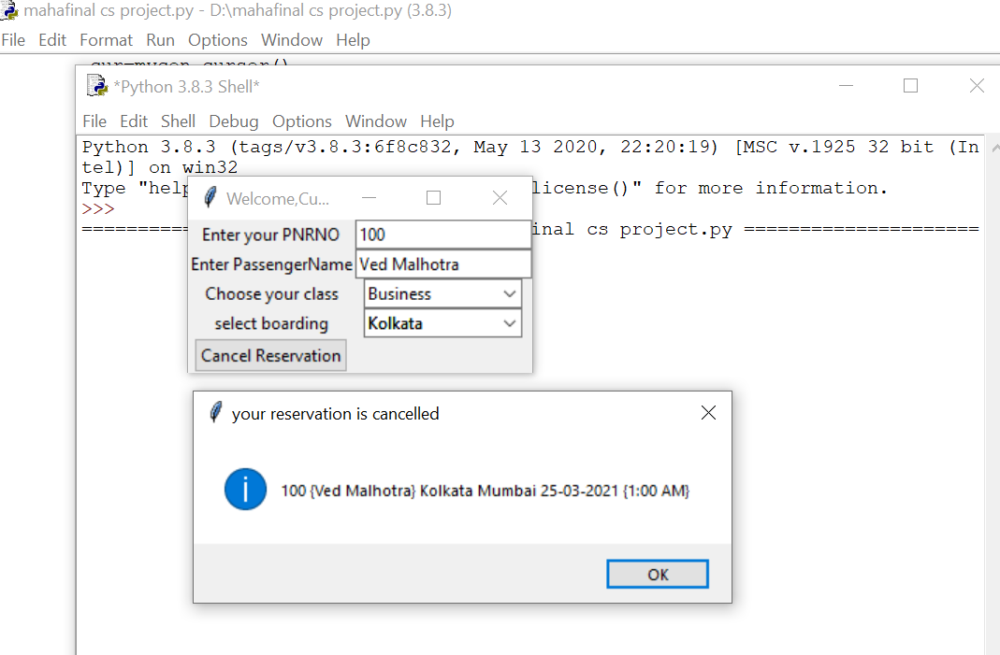 mahafinal cs project.py - D:\mahafinal cs project.py (3.8.3)
File Edit Format Run Options Window Help
*Python 3.8.3 Shell*
File Edit Shell Debug Options Window Help
Python 3.8.3 (tags/v3.8.3:6f8c832, May 13 2020, 22:20:19) [MSC v.1925 32 bit (In
tel)] on win32
Type "help license()" for more information.
>>>
========== inal cs project.py =====================
Welcome,Cu...
Enter your PNRNO 100
Enter PassengerName Ved Malhotra
Choose your class Business
select boarding Kolkata
Cancel Reservation
your reservation is cancelled
100 {Ved Malhotra} Kolkata Mumbai 25-03-2021 {1:00 AM}
OK